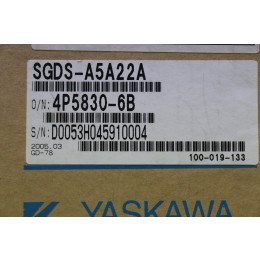 SGDS-A5A22A
O/N: 4P5830-6B
S/N: D0053H045910004
2005.03
QD-78
100-019-133
YASKAWA